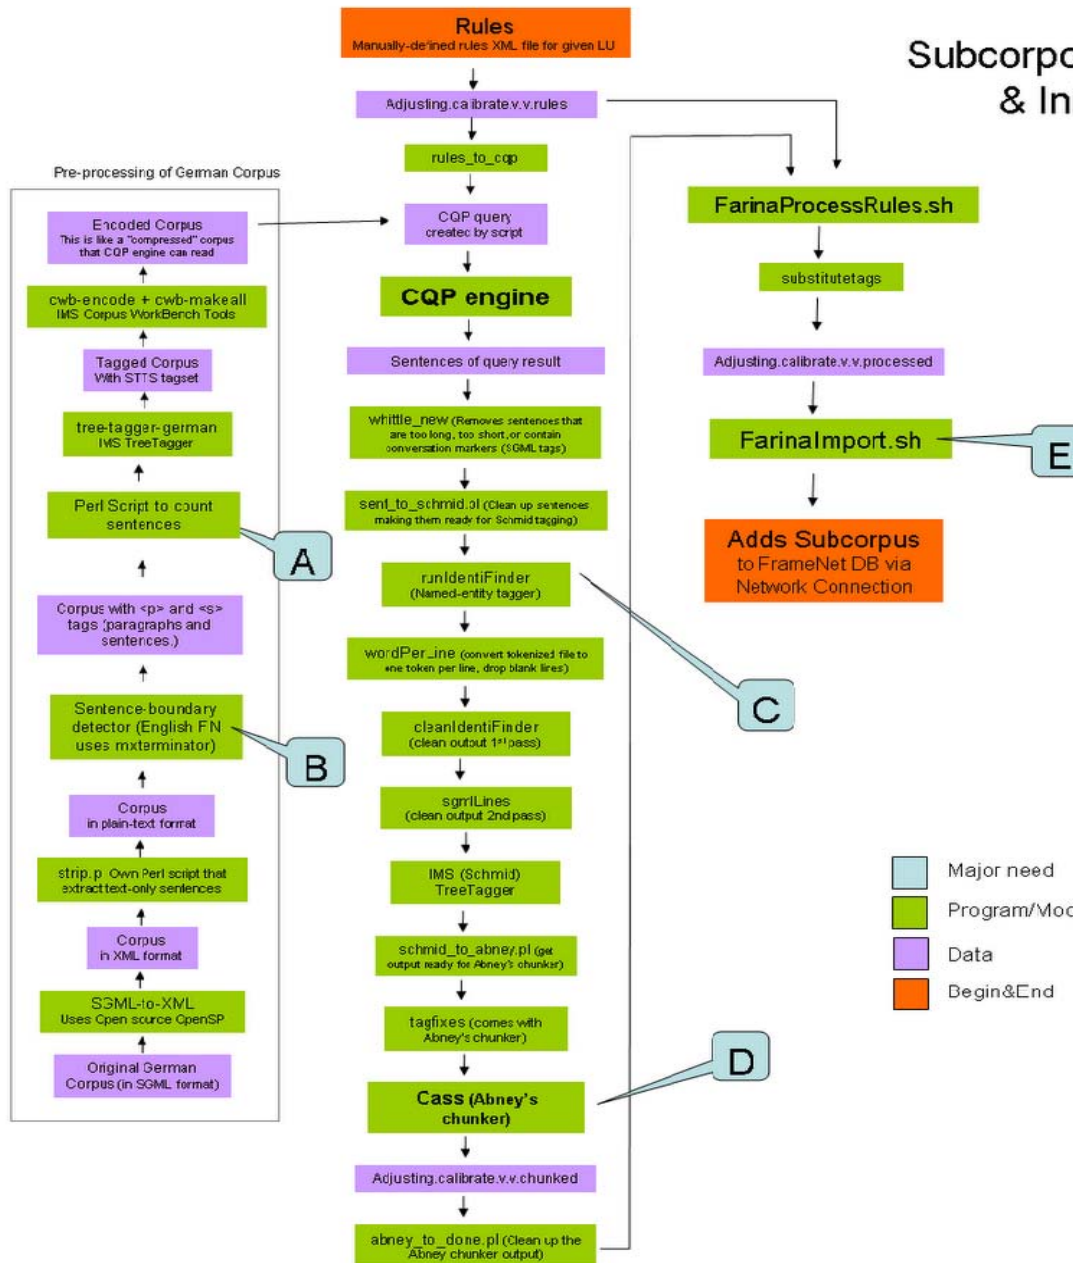 Rules
Manually-defined rules XML file for given LU
Subcorpo
& In
Adjusting.calibrate.v.v.rules
rules_to_cqp
Pre-processing of German Corpus
Encoded Corpus
This is like a "compressed" corpus
that CQP engine can read
cwb-encode + cwb-makeall
IMS Corpus WorkBench Tools
Tagged Corpus
With STTS tagset
tree-tagger-german
IMS TreeTagger
Perl Script to count
sentences
A
Corpus with <p> and <s>
tags (paragraphs and
sentences.)
Sentence-boundary
detector (English FN
uses mxterminator)
B
Corpus
in plain-text format
strip.p Own Perl script that
extract text-only sentences
Corpus
in XML format
SGML-to-XML
Uses Open source OpenSP
Original German
Corpus (in SGML format)
CQP query
created by script
CQP engine
Sentences of query result
whittle_new (Removes sentences that
are too long, too short, or contain
conversation markers (SGML tags)
sent_to_schmid.pl (Clean up sentences
making them ready for Schmid tagging)
runIdentiFinder
(Named-entity tagger)
C
wordPer_ine (convert tokenized file to
one token per line, drop blank lines)
cleanIdentiFinder
(clean output 1st pass)
sgmlLines
(clean output 2nd pass)
IMS (Schmid)
TreeTagger
schmid_to_abney.pl (get
output ready for Abney's chunker)
tagfixes (comes with
Abney's chunker)
Cass (Abney's
chunker)
D
Adjusting.calibrate.v.v.chunked
abney_to_done.pl (Clean up the
Abney chunker output)
FarinaProcessRules.sh
substitutetags
Adjusting.calibrate.v.v.processed
FarinaImport.sh
E
Adds Subcorpus
to FrameNet DB via
Network Connection
Major need
Program/Moc
Data
Begin&End